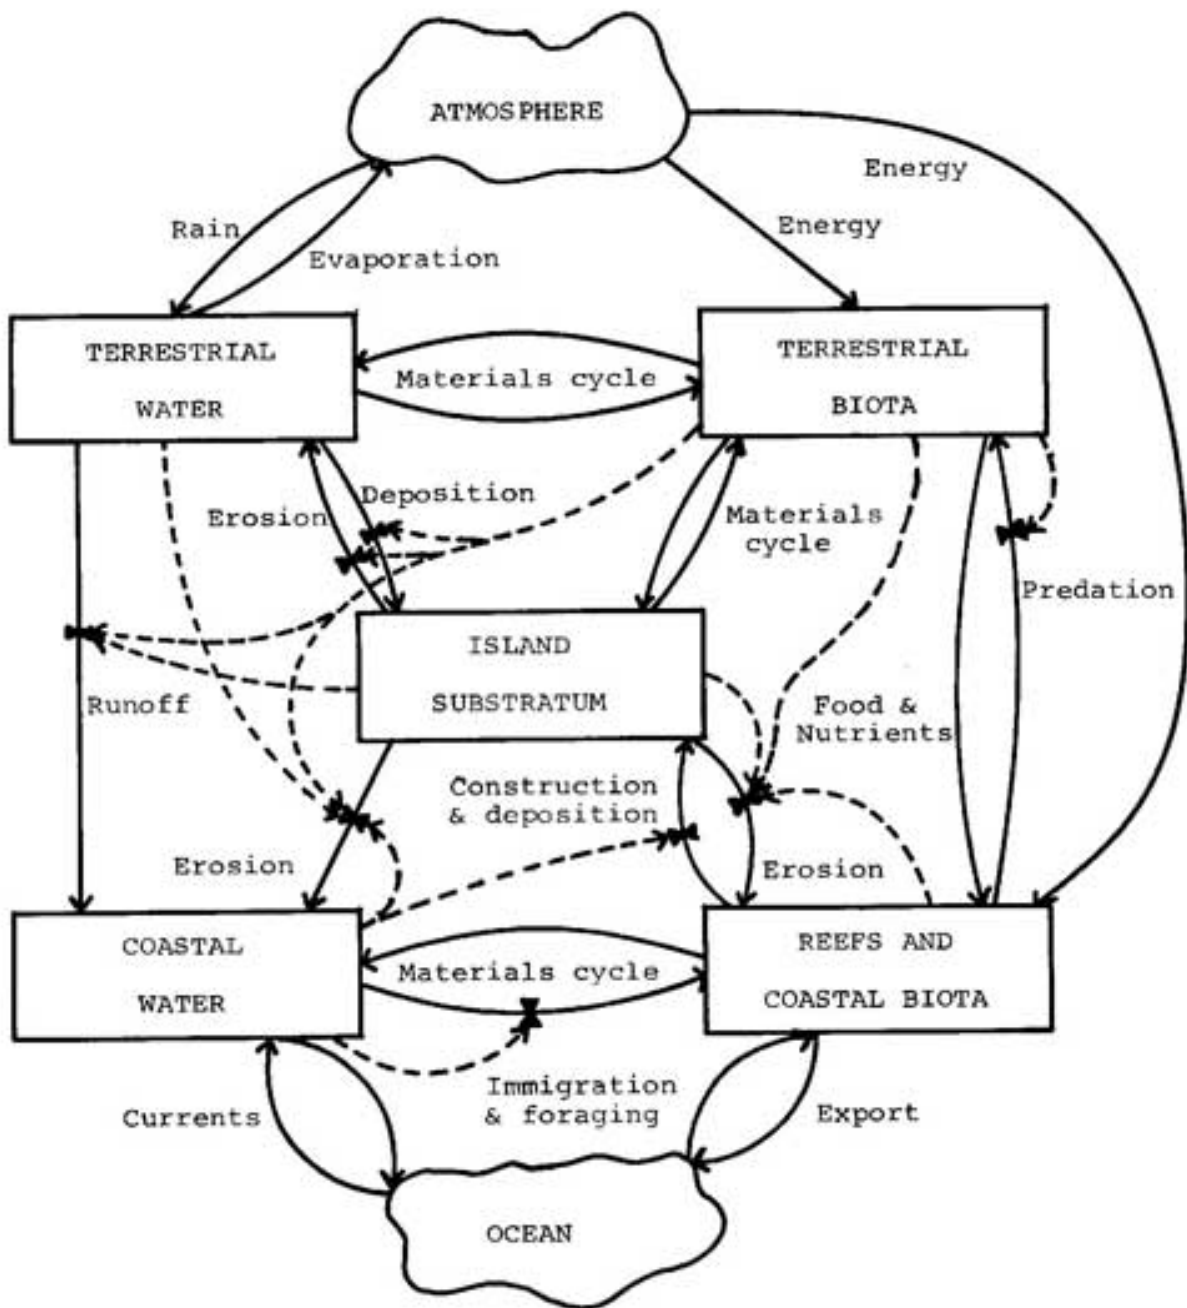 ATMOSPHERE
Energy
Rain
Energy
Evaporation
TERRESTRIAL
WATER
Materials cycle
TERRESTRIAL
BIOTA
Deposition
Erosion
Materials
cycle
Predation
ISLAND
SUBSTRATUM
Runoff
Food &
Nutrients
Construction
& deposition
Erosion
Erosion
COASTAL
WATER
Materials cycle
REEFS AND
COASTAL BIOTA
Immigration
& foraging
Currents
Export
OCEAN